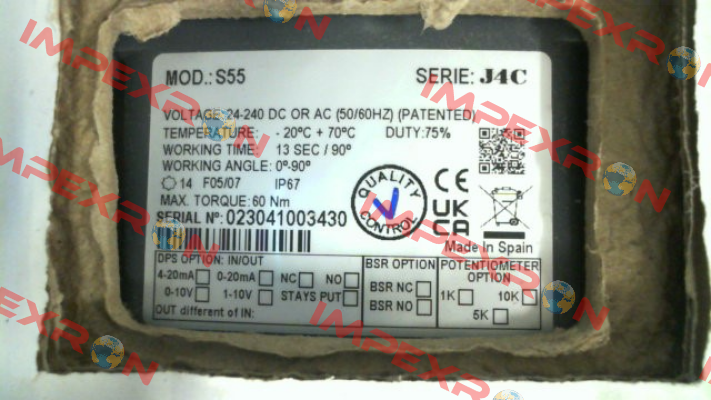 MOD.: S55
SERIE: J4C
VOLTAGE: 24-240 DC OR AC (50/60HZ) (PATENTED)
TEMPERATURE: - 20ºC + 70ºC DUTY: 75%
WORKING TIME: 13 SEC / 90º
WORKING ANGLE: 0º-90º
14 F05/07 IP67
MAX. TORQUE: 60 Nm
SERIAL Nº: 023041003430
QUALITY CONTROL
CE
UK
CA
Made In Spain
DPS OPTION: IN/OUT
4-20mA 0-20mA NC NO
0-10V 1-10V STAYS PUT
OUT different of IN:
BSR OPTION
BSR NC
BSR NO
POTENTIOMETER
OPTION
1K 10K
5K
IMPEXRON